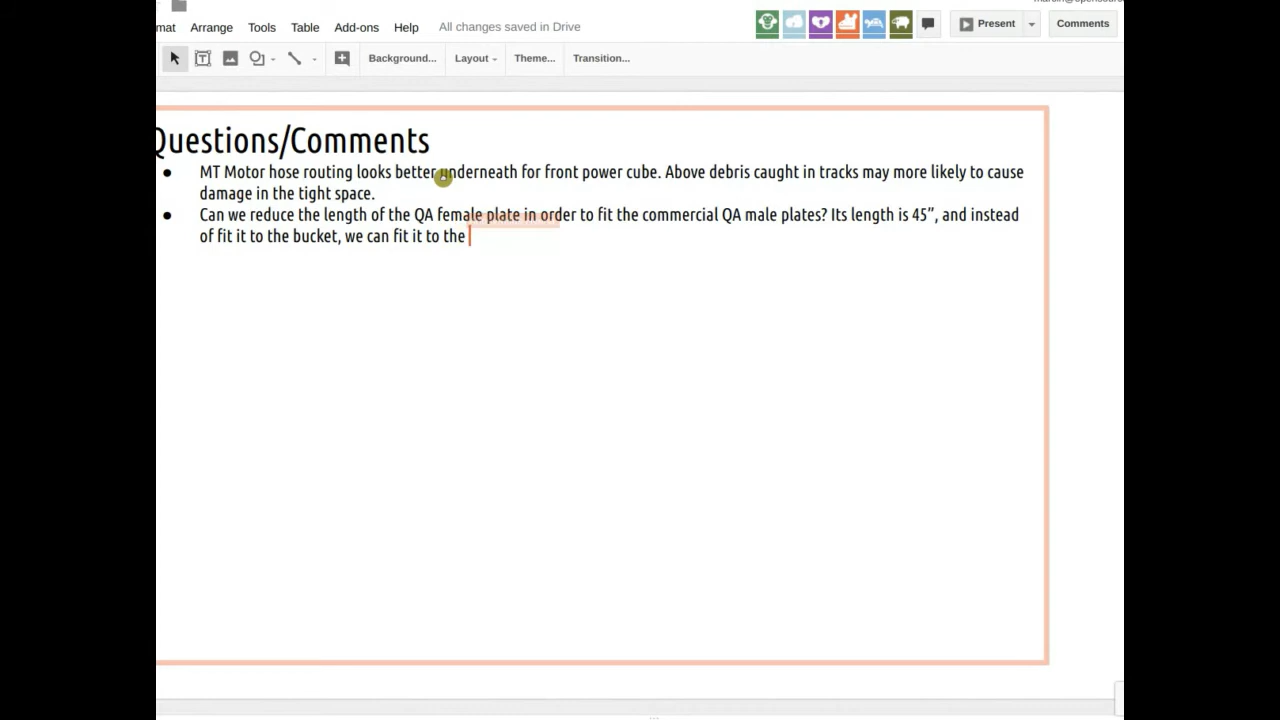 mat Arrange Tools Table Add-ons Help All changes saved in Drive Present Comments
Background... Layout Theme... Transition...
Questions/Comments
● MT Motor hose routing looks better underneath for front power cube. Above debris caught in tracks may more likely to cause
damage in the tight space.
● Can we reduce the length of the QA female plate in order to fit the commercial QA male plates? Its length is 45”, and instead
of fit it to the bucket, we can fit it to the